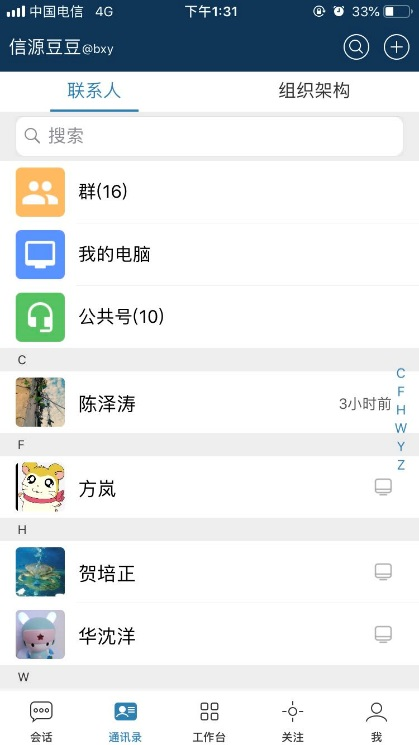 中国电信 4G 下午1:31 33%
信源豆豆@bxy
联系人 组织架构
搜索
群(16)
我的电脑
公共号(10)
C
陈泽涛 3小时前
F
方岚
H
贺培正
华沈洋
W
C
F
H
W
Y
Z
会话 通讯录 工作台 关注 我